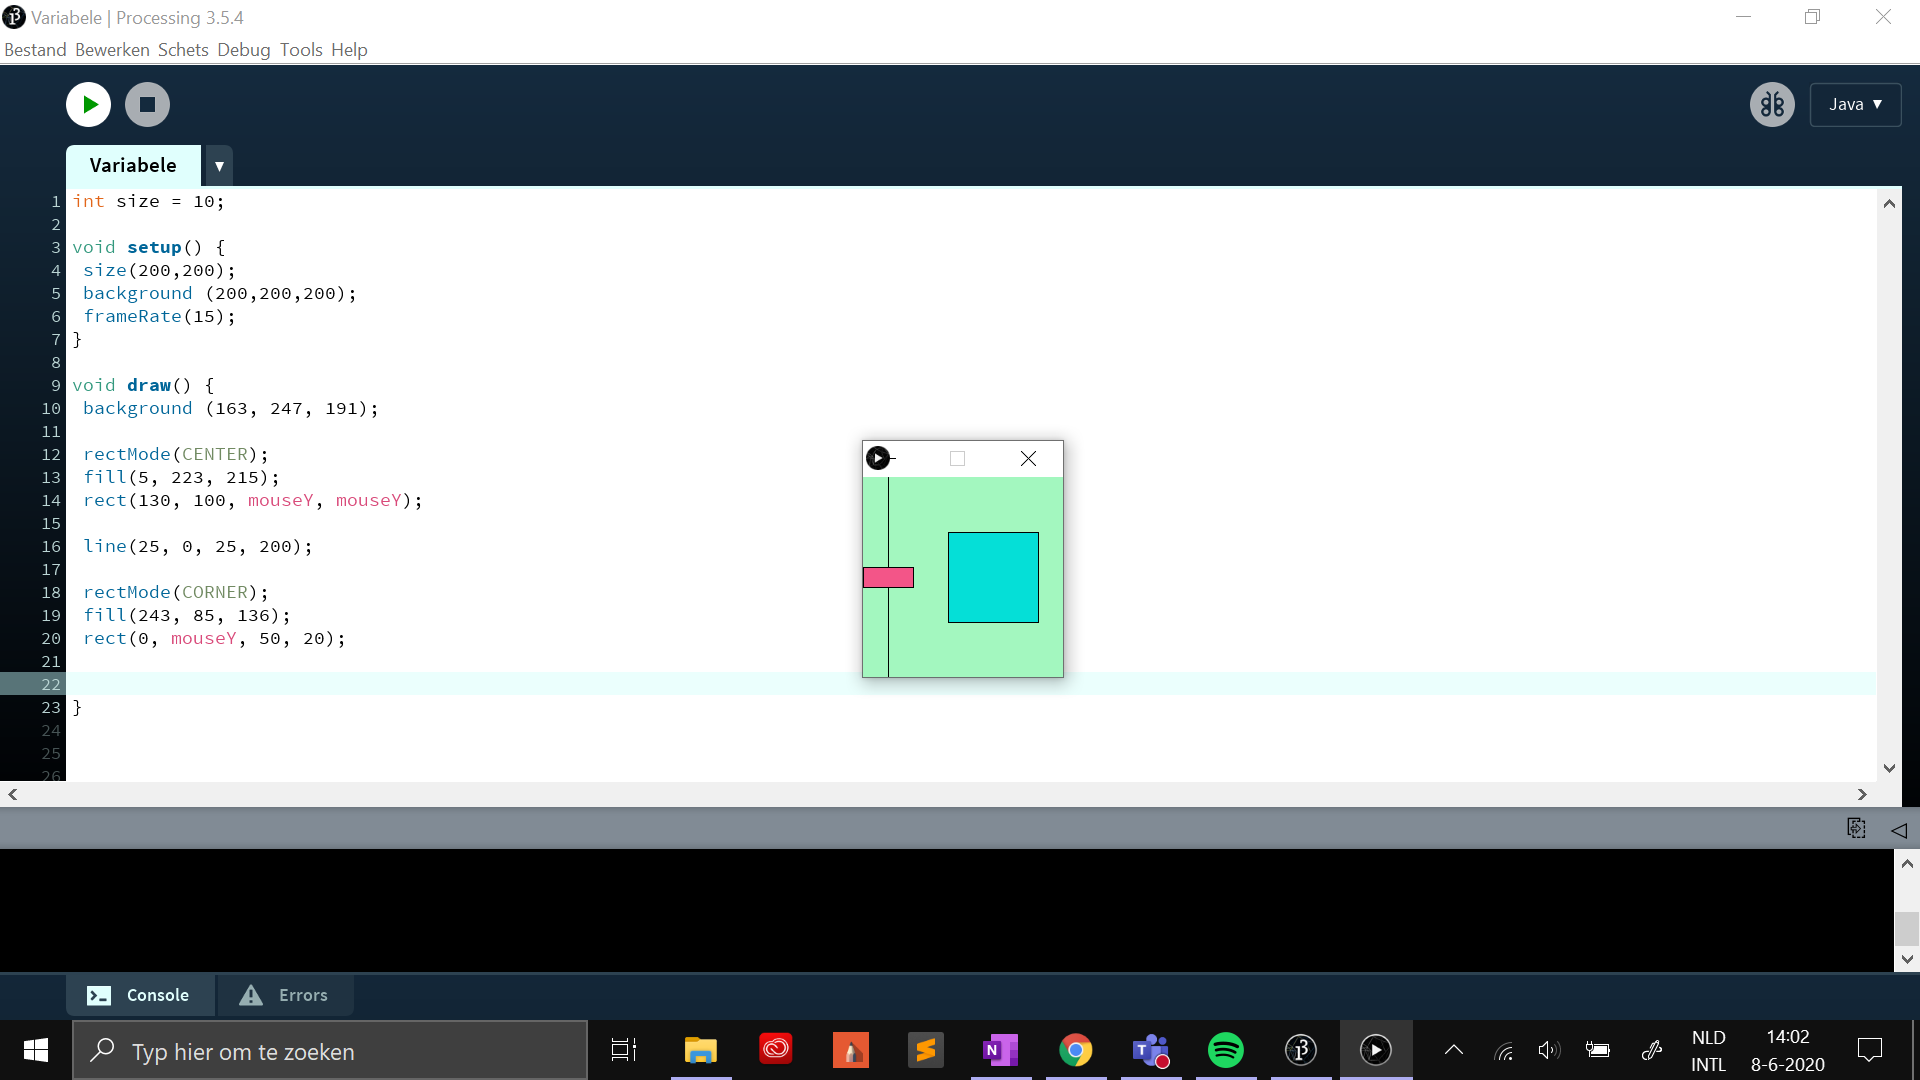 Variabele | Processing 3.5.4
Bestand Bewerken Schets Debug Tools Help
Java ▼
Variabele ▼
1 int size = 10;
2
3 void setup() {
4 size(200,200);
5 background (200,200,200);
6 frameRate(15);
7 }
8
9 void draw() {
10 background (163, 247, 191);
11
12 rectMode(CENTER);
13 fill(5, 223, 215);
14 rect(130, 100, mouseY, mouseY);
15
16 line(25, 0, 25, 200);
17
18 rectMode(CORNER);
19 fill(243, 85, 136);
20 rect(0, mouseY, 50, 20);
21
22
23 }
24
25
26
Console Errors
Typ hier om te zoeken
NLD 14:02
INTL 8-6-2020